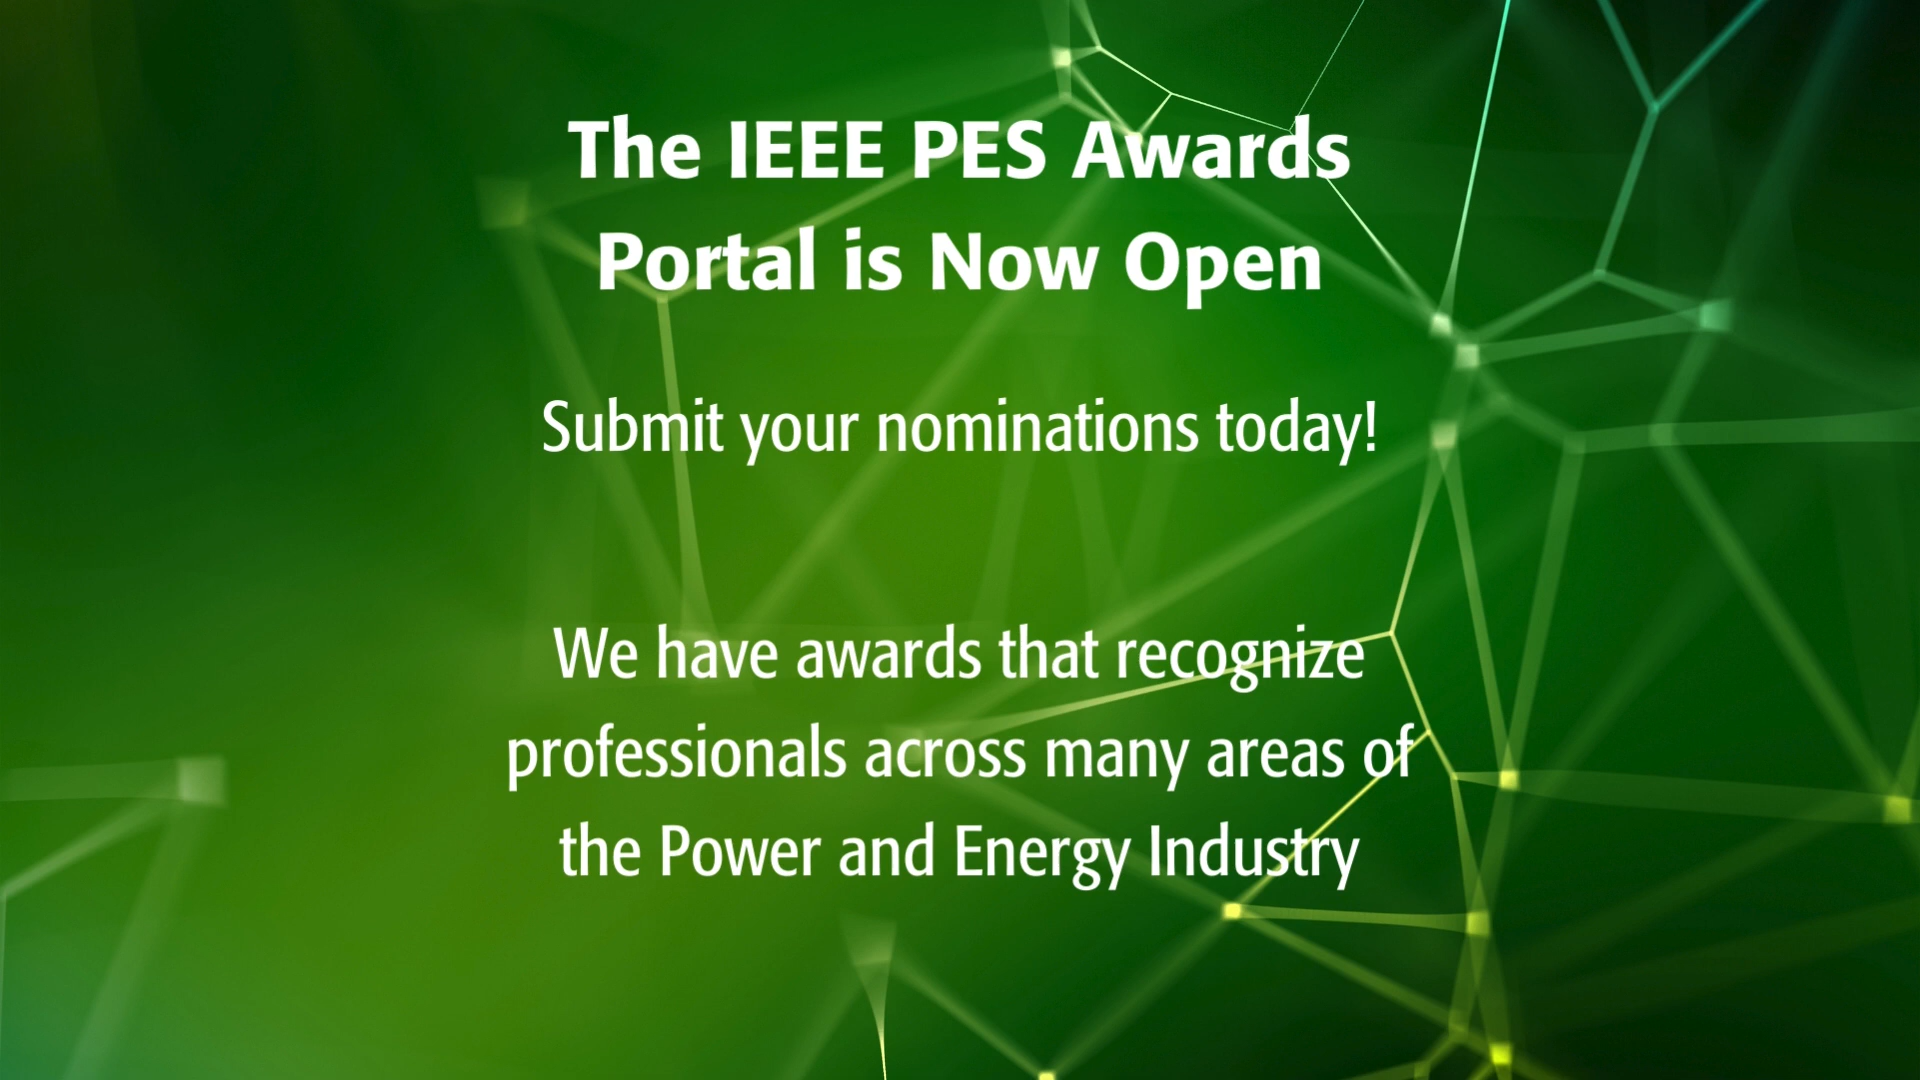 The IEEE PES Awards
Portal is Now Open
Submit your nominations today!
We have awards that recognize
professionals across many areas of
the Power and Energy Industry